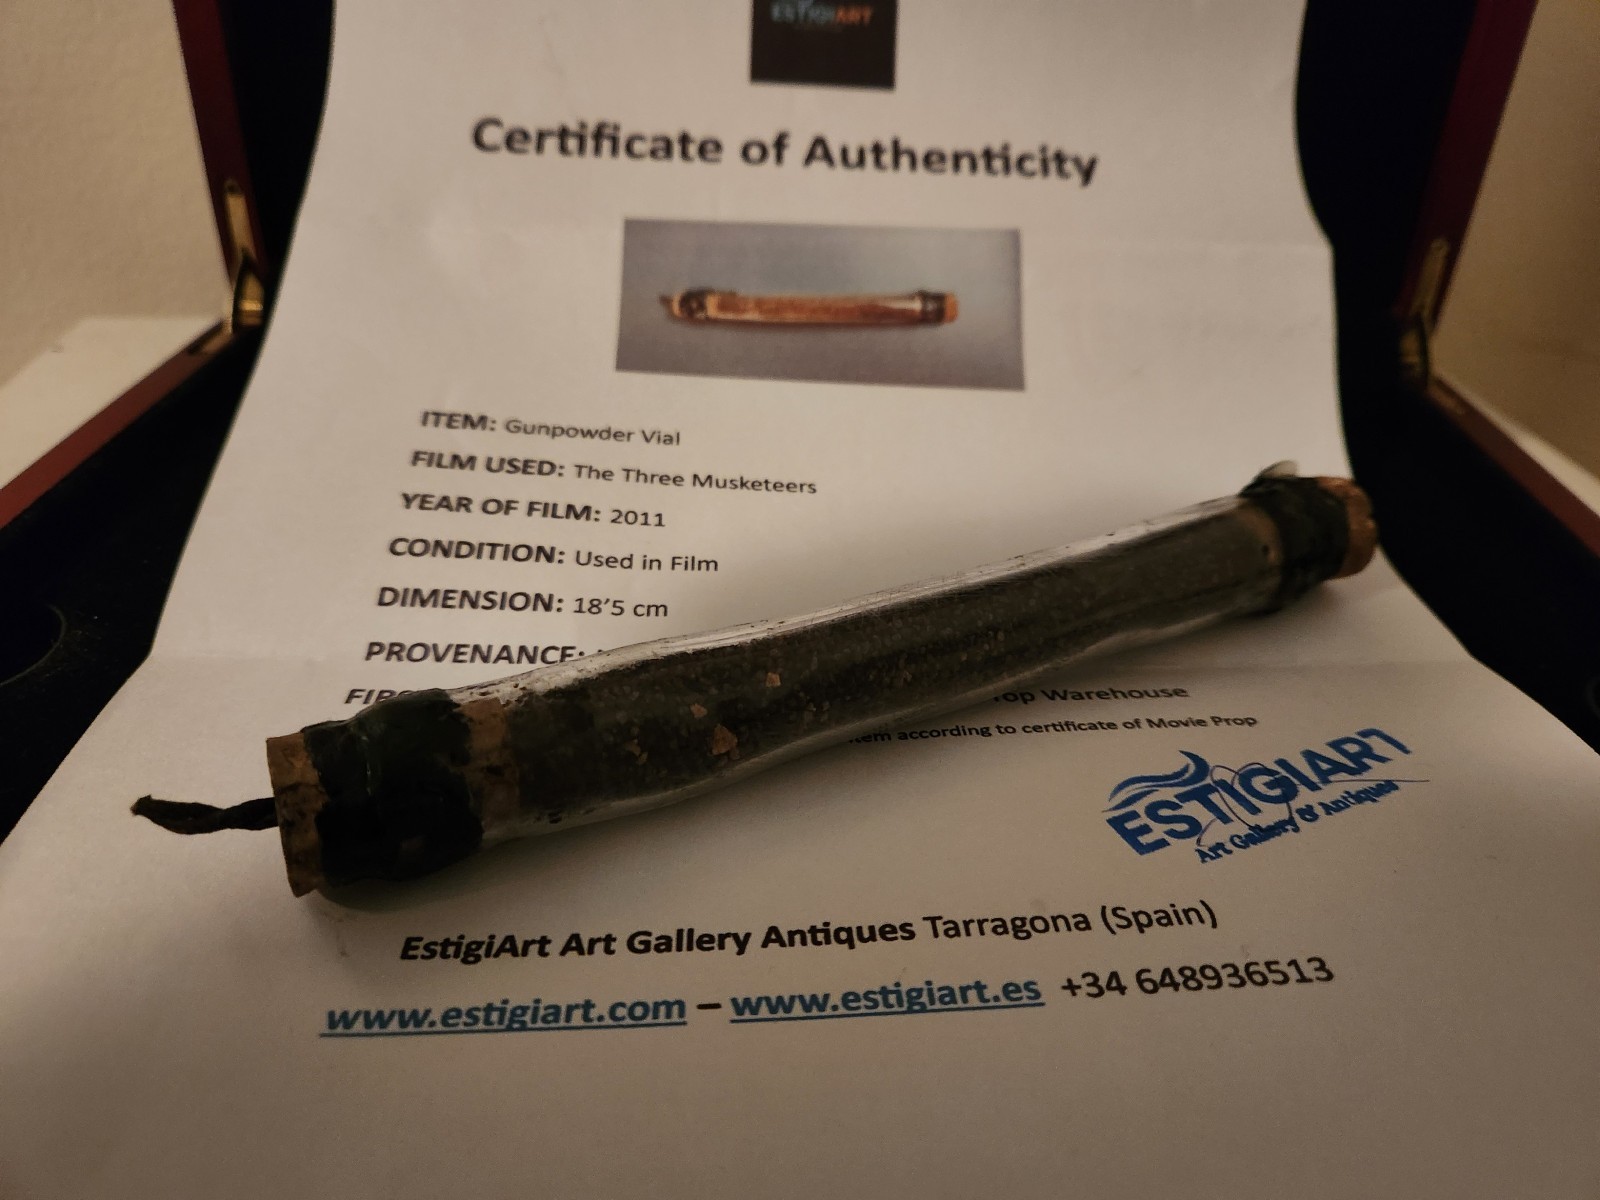 ESTIGIART
Certificate of Authenticity
ITEM: Gunpowder Vial
FILM USED: The Three Musketeers
YEAR OF FILM: 2011
CONDITION: Used in Film
DIMENSION: 18'5 cm
PROVENANCE:
Warehouse
according to certificate of Movie Prop
ESTIGIART
Art Gallery & Antiques
EstigiArt Art Gallery Antiques Tarragona (Spain)
www.estigiart.com – www.estigiart.es +34 648936513